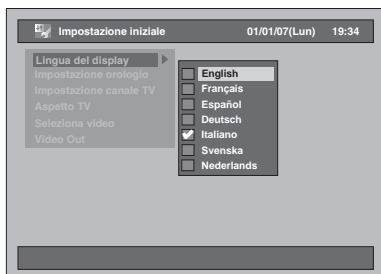 Impostazione iniziale 01/01/07(Lun) 19:34
Lingua del display
Impostazione orologio
Impostazione canale TV
Aspetto TV
Seleziona video
Video Out
English
Français
Español
Deutsch
Italiano
Svenska
Nederlands